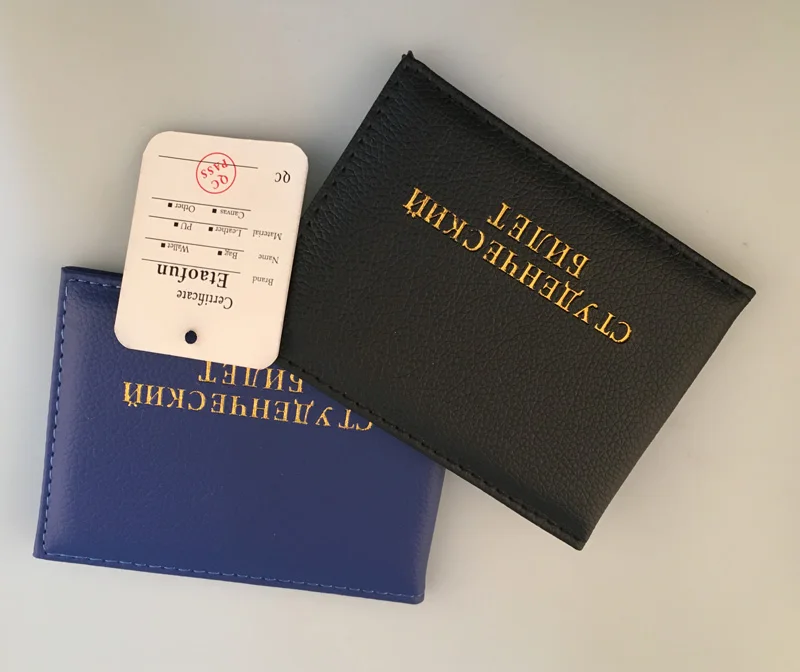 Certificate
Brand Etaofun
Name ■ Bag ■ Wallet
Material ■ Leather ■ PU
■ Canvas ■ Other
QC
QC
PASS
СТУДЕНЧЕСКИЙ
БИЛЕТ
СТУДЕНЧЕСКИЙ
БИЛЕТ